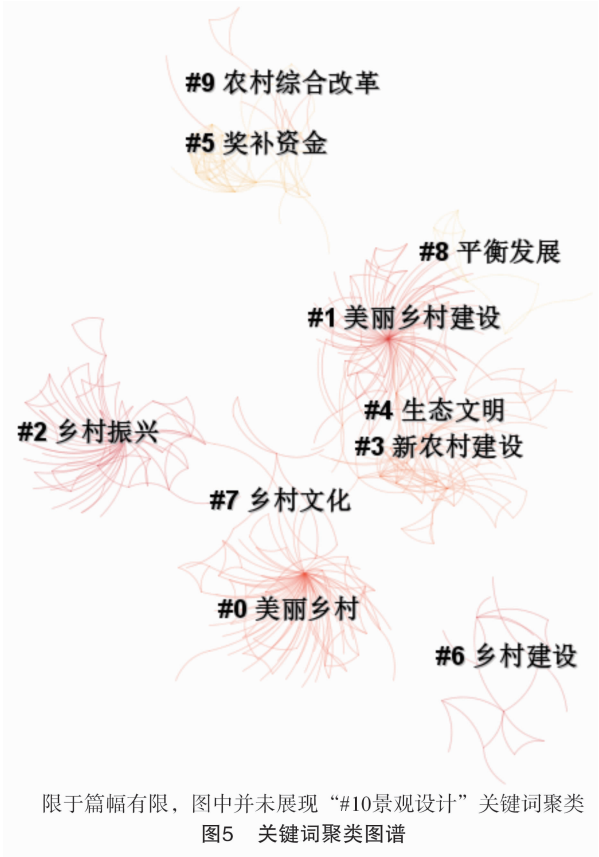 #9 农村综合改革
#5 奖补资金
#8 平衡发展
#1 美丽乡村建设
#4 生态文明
#2 乡村振兴
#3 新农村建设
#7 乡村文化
#0 美丽乡村
#6 乡村建设
限于篇幅有限，图中并未展现“#10景观设计”关键词聚类
图5 关键词聚类图谱